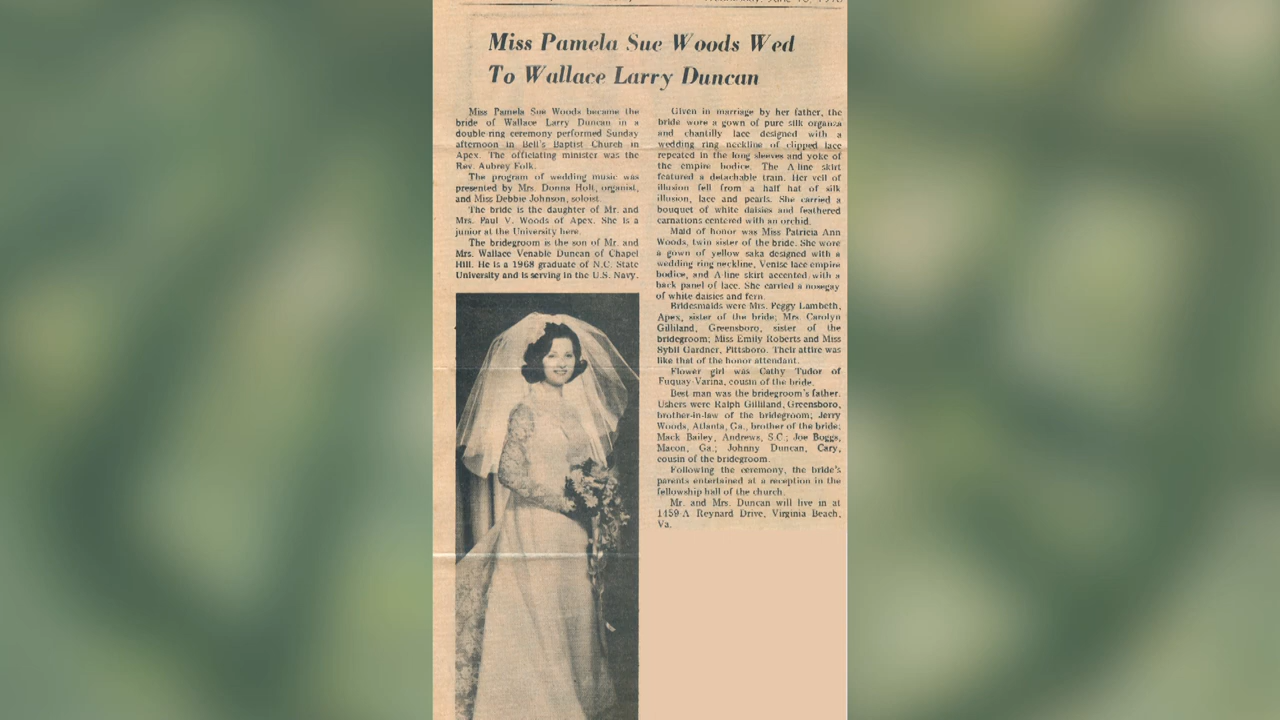 Miss Pamela Sue Woods Wed
To Wallace Larry Duncan
Miss Pamela Sue Woods became the
bride of Wallace Larry Duncan in a
double-ring ceremony performed Sunday
afternoon in Bell's Baptist Church in
Apex. The officiating minister was the
Rev. Aubrey Folk.
The program of wedding music was
presented by Mrs. Donna Holt, organist,
and Miss Debbie Johnson, soloist.
The bride is the daughter of Mr. and
Mrs. Paul V. Woods of Apex. She is a
junior at the University here.
The bridegroom is the son of Mr. and
Mrs. Wallace Venable Duncan of Chapel
Hill. He is a 1968 graduate of N.C. State
University and is serving in the U.S. Navy.
Given in marriage by her father, the
bride wore a gown of pure silk organza
and chantilly lace designed with a
wedding ring neckline of clipped lace
repeated in the long sleeves and yoke of
the empire bodice. The A-line skirt
featured a detachable train. Her veil of
illusion fell from a half hat of silk
illusion, lace and pearls. She carried a
bouquet of white daisies and feathered
carnations centered with an orchid.
Maid of honor was Miss Patricia Ann
Woods, twin sister of the bride. She wore
a gown of yellow saka designed with a
wedding ring neckline, Venise lace empire
bodice, and A-line skirt accented with a
back panel of lace. She carried a nosegay
of white daisies and fern.
Bridesmaids were Mrs. Peggy Lambeth,
Apex, sister of the bride; Mrs. Carolyn
Gilliland, Greensboro, sister of the
bridegroom; Miss Emily Roberts and Miss
Sybil Gardner, Pittsboro. Their attire was
like that of the honor attendant.
Flower girl was Cathy Tudor of
Fuquay-Varina, cousin of the bride.
Best man was the bridegroom's father.
Ushers were Ralph Gilliland, Greensboro,
brother-in-law of the bridegroom; Jerry
Woods, Atlanta, Ga., brother of the bride;
Mack Bailey, Andrews, S.C.; Joe Boggs,
Macon, Ga.; Johnny Duncan, Cary,
cousin of the bridegroom.
Following the ceremony, the bride's
parents entertained at a reception in the
fellowship hall of the church.
Mr. and Mrs. Duncan will live in at
1459-A Reynard Drive, Virginia Beach,
Va.